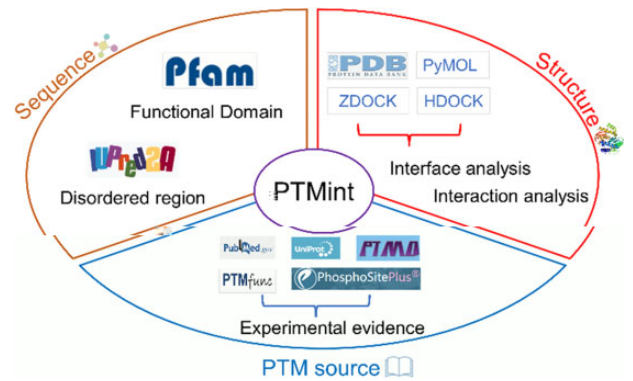 Sequence
Pfam
Functional Domain
IUPred2A
Disordered region
PDB
PROTEIN DATA BANK
PyMOL
ZDOCK
HDOCK
Structure
Interface analysis
Interaction analysis
PTMint
PubMed.gov
UniProt
PTMD
PTMfunc
PhosphoSitePlus®
Experimental evidence
PTM source